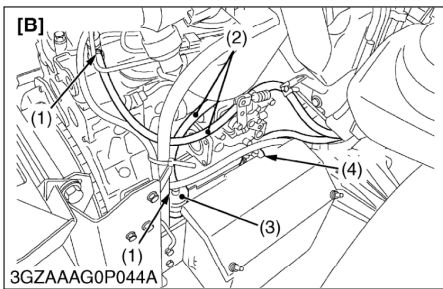 [B]
(2)
(1)
(4)
(3)
(1)
3GZAAAG0P044A